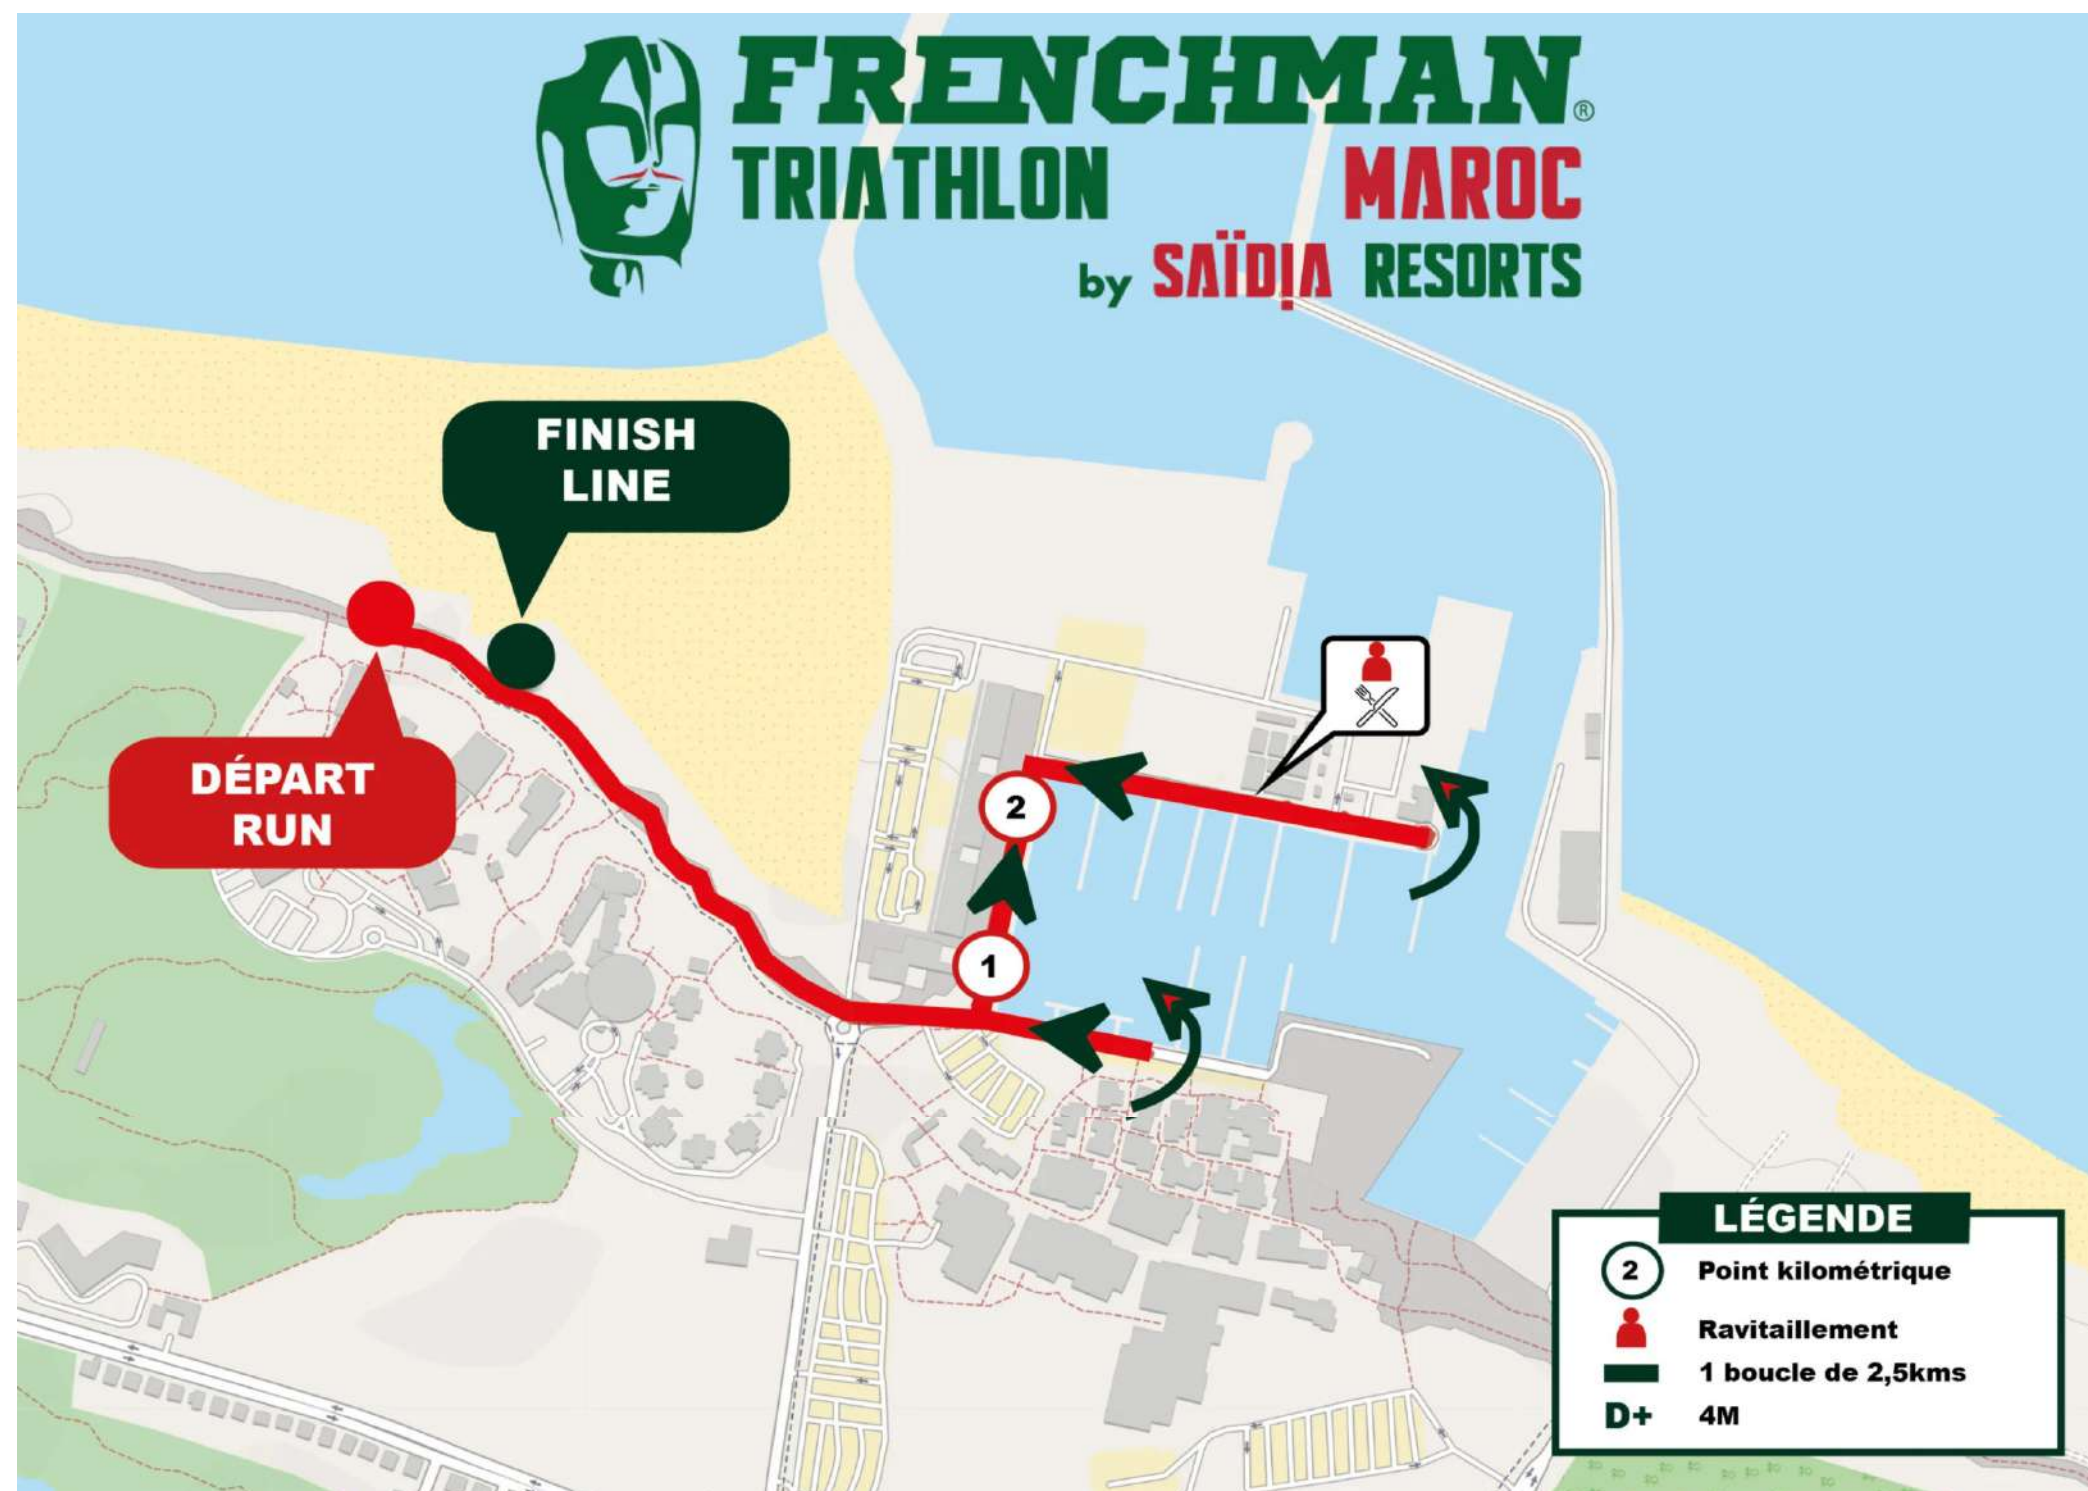 FRENCHMAN®
TRIATHLON MAROC
by SAÏDIA RESORTS
FINISH
LINE
DÉPART
RUN
2
1
LÉGENDE
2 Point kilométrique
Ravitaillement
1 boucle de 2,5kms
D+ 4M